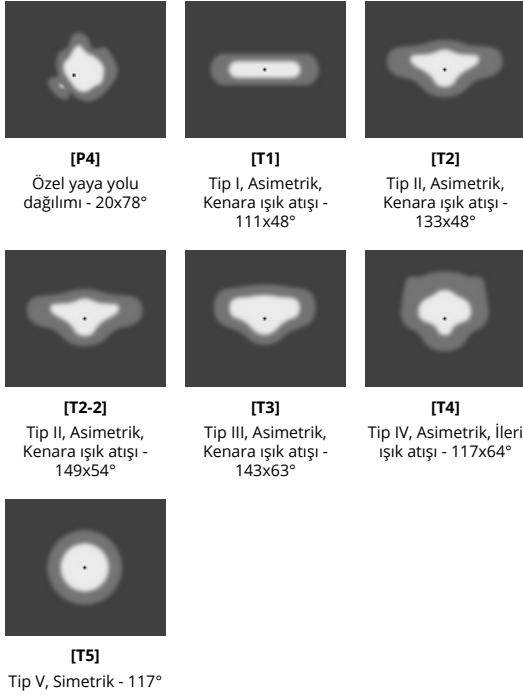 [P4]
Özel yaya yolu
dağılımı - 20x78°
[T1]
Tip I, Asimetrik,
Kenara ışık atışı -
111x48°
[T2]
Tip II, Asimetrik,
Kenara ışık atışı -
133x48°
[T2-2]
Tip II, Asimetrik,
Kenara ışık atışı -
149x54°
[T3]
Tip III, Asimetrik,
Kenara ışık atışı -
143x63°
[T4]
Tip IV, Asimetrik, İleri
ışık atışı - 117x64°
[T5]
Tip V, Simetrik - 117°